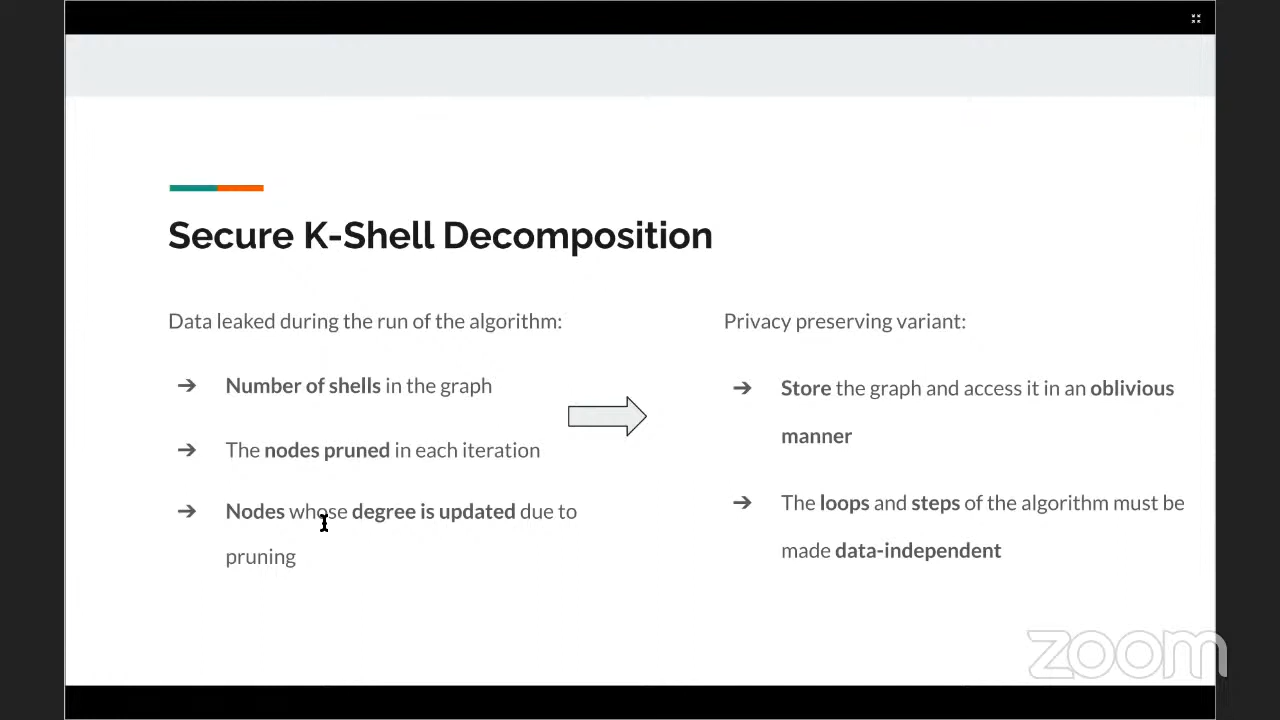 Secure K-Shell Decomposition
Data leaked during the run of the algorithm:
➔ Number of shells in the graph
➔ The nodes pruned in each iteration
➔ Nodes whose degree is updated due to
pruning
Privacy preserving variant:
➔ Store the graph and access it in an oblivious
manner
➔ The loops and steps of the algorithm must be
made data-independent
zoom